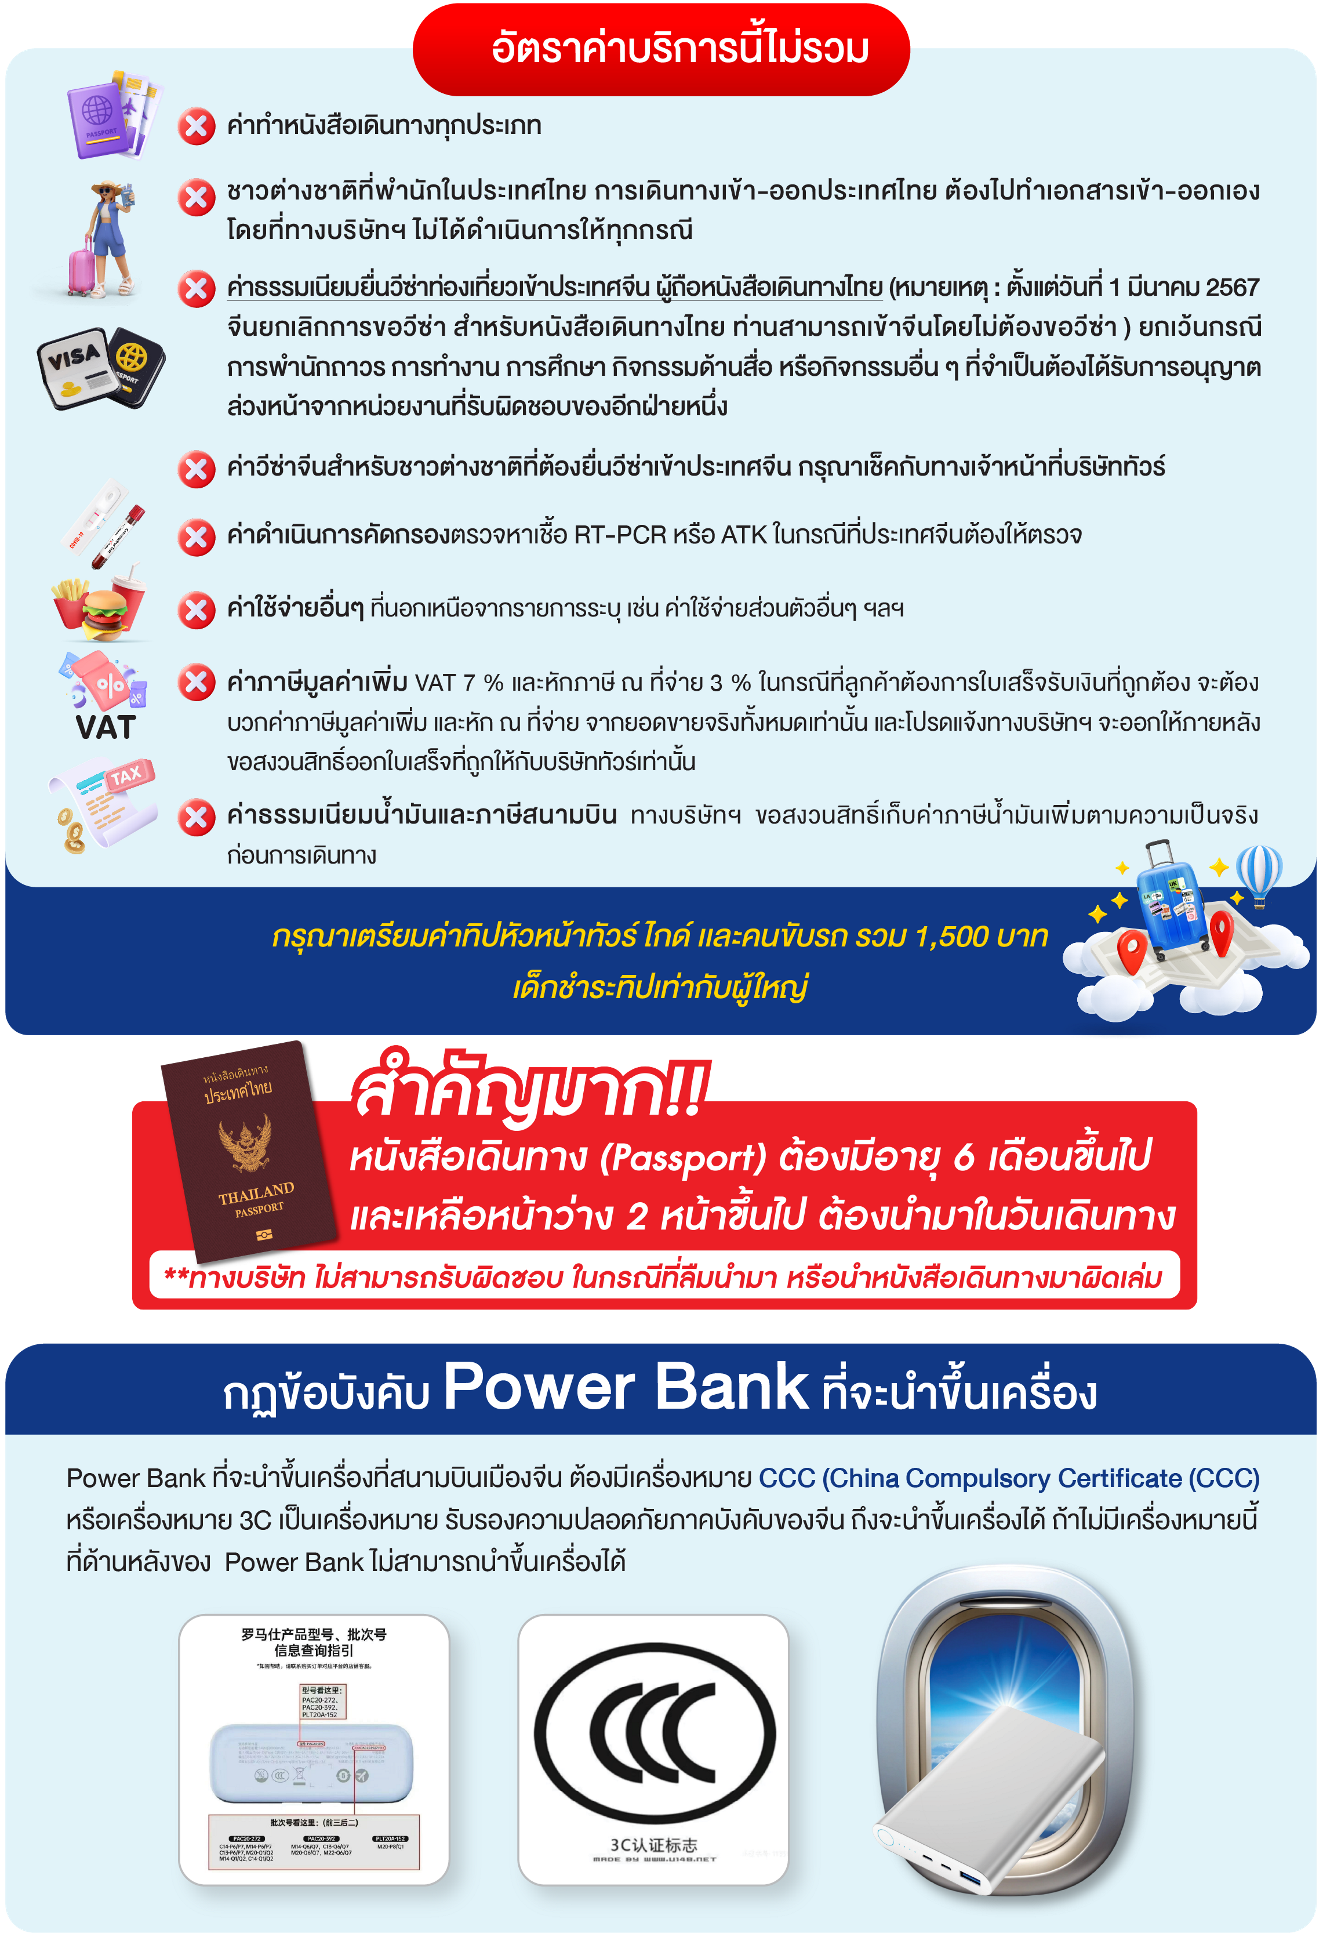 อัตราค่าบริการนี้ไม่รวม
PASSPORT
ค่าทำหนังสือเดินทางทุกประเภท
ชาวต่างชาติที่พำนักในประเทศไทย การเดินทางเข้า-ออกประเทศไทย ต้องไปทำเอกสารเข้า-ออกเอง
โดยที่ทางบริษัทฯ ไม่ได้ดำเนินการให้ทุกกรณี
ค่าธรรมเนียมยื่นวีซ่าท่องเที่ยวเข้าประเทศจีน ผู้ถือหนังสือเดินทางไทย (หมายเหตุ : ตั้งแต่วันที่ 1 มีนาคม 2567
จีนยกเลิกการขอวีซ่า สำหรับหนังสือเดินทางไทย ท่านสามารถเข้าจีนโดยไม่ต้องขอวีซ่า ) ยกเว้นกรณี
VISA
การพำนักถาวร การทำงาน การศึกษา กิจกรรมด้านสื่อ หรือกิจกรรมอื่น ๆ ที่จำเป็นต้องได้รับการอนุญาต
ล่วงหน้าจากหน่วยงานที่รับผิดชอบของอีกฝ่ายหนึ่ง
ค่าวีซ่าจีนสำหรับชาวต่างชาติที่ต้องยื่นวีซ่าเข้าประเทศจีน กรุณาเช็คกับทางเจ้าหน้าที่บริษัททัวร์
ค่าดำเนินการคัดกรองตรวจหาเชื้อ RT-PCR หรือ ATK ในกรณีที่ประเทศจีนต้องให้ตรวจ
ค่าใช้จ่ายอื่นๆ ที่นอกเหนือจากรายการระบุ เช่น ค่าใช้จ่ายส่วนตัวอื่นๆ ฯลฯ
ค่าภาษีมูลค่าเพิ่ม VAT 7 % และหักภาษี ณ ที่จ่าย 3 % ในกรณีที่ลูกค้าต้องการใบเสร็จรับเงินที่ถูกต้อง จะต้อง
บวกค่าภาษีมูลค่าเพิ่ม และหัก ณ ที่จ่าย จากยอดขายจริงทั้งหมดเท่านั้น และโปรดแจ้งทางบริษัทฯ จะออกให้ภายหลัง
VAT
ขอสงวนสิทธิ์ออกใบเสร็จที่ถูกให้กับบริษัททัวร์เท่านั้น
TAX
ค่าธรรมเนียมน้ำมันและภาษีสนามบิน ทางบริษัทฯ ขอสงวนสิทธิ์เก็บค่าภาษีน้ำมันเพิ่มตามความเป็นจริง
ก่อนการเดินทาง
กรุณาเตรียมค่าทิปหัวหน้าทัวร์ ไกด์ และคนขับรถ รวม 1,500 บาท
เด็กชำระทิปเท่ากับผู้ใหญ่
หนังสือเดินทาง
ประเทศไทย
THAILAND
PASSPORT
สำคัญมาก!!
หนังสือเดินทาง (Passport) ต้องมีอายุ 6 เดือนขึ้นไป
และเหลือหน้าว่าง 2 หน้าขึ้นไป ต้องนำมาในวันเดินทาง
**ทางบริษัท ไม่สามารถรับผิดชอบ ในกรณีที่ลืมนำมา หรือนำหนังสือเดินทางมาผิดเล่ม
กฏข้อบังคับ Power Bank ที่จะนำขึ้นเครื่อง
Power Bank ที่จะนำขึ้นเครื่องที่สนามบินเมืองจีน ต้องมีเครื่องหมาย CCC (China Compulsory Certificate (CCC)
หรือเครื่องหมาย 3C เป็นเครื่องหมาย รับรองความปลอดภัยภาคบังคับของจีน ถึงจะนำขึ้นเครื่องได้ ถ้าไม่มีเครื่องหมายนี้
ที่ด้านหลังของ Power Bank ไม่สามารถนำขึ้นเครื่องได้
罗马仕产品型号、批次号
信息查询指引
型号看这里：
PAC20-272、
PAC20-392、
PLT20A-152
批次号看这里：(前三后二)
PAC20-272
PAC20-392
PLT20A-152
CCC
3C认证标志
MADE BY WWW.U148.NET